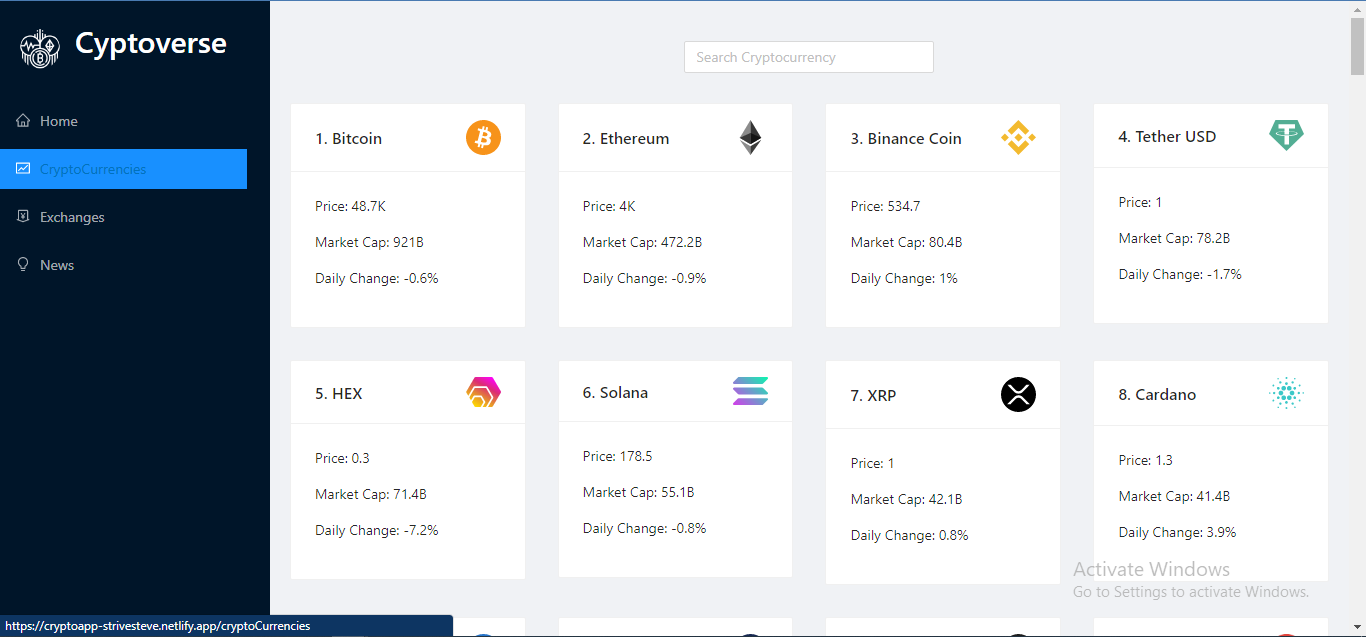 Cyptoverse
Home
CryptoCurrencies
Exchanges
News
Search Cryptocurrency
1. Bitcoin
Price: 48.7K
Market Cap: 921B
Daily Change: -0.6%
2. Ethereum
Price: 4K
Market Cap: 472.2B
Daily Change: -0.9%
3. Binance Coin
Price: 534.7
Market Cap: 80.4B
Daily Change: 1%
4. Tether USD
Price: 1
Market Cap: 78.2B
Daily Change: -1.7%
5. HEX
Price: 0.3
Market Cap: 71.4B
Daily Change: -7.2%
6. Solana
Price: 178.5
Market Cap: 55.1B
Daily Change: -0.8%
7. XRP
Price: 1
Market Cap: 42.1B
Daily Change: 0.8%
8. Cardano
Price: 1.3
Market Cap: 41.4B
Daily Change: 3.9%
Activate Windows
Go to Settings to activate Windows.
https://cryptoapp-strivesteve.netlify.app/cryptoCurrencies